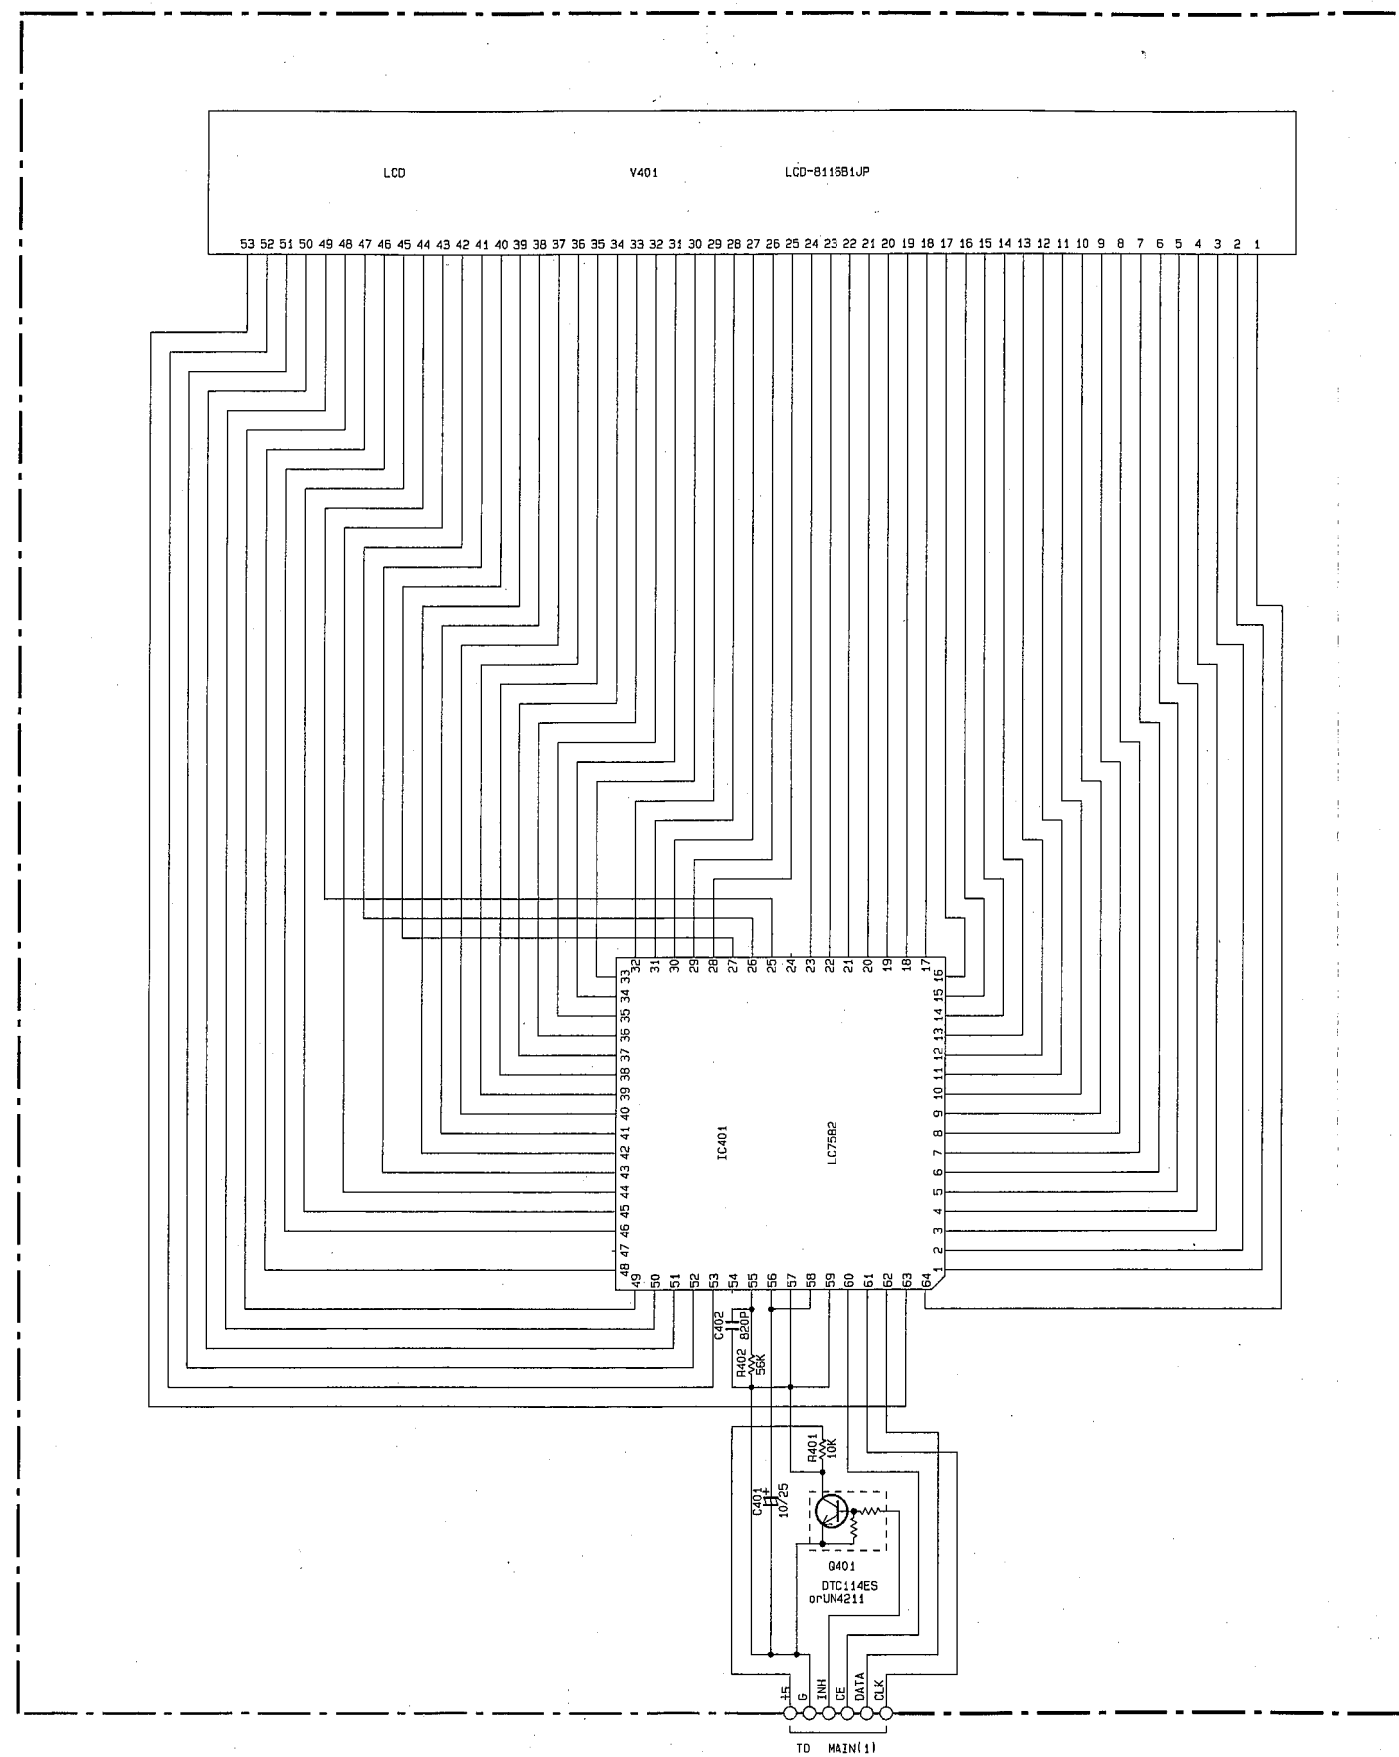 LCD V401 LCD-8116B1JP
53 52 51 50 49 48 47 46 45 44 43 42 41 40 39 38 37 36 35 34 33 32 31 30 29 28 27 26 25 24 23 22 21 20 19 18 17 16 15 14 13 12 11 10 9 8 7 6 5 4 3 2 1
32 31 30 29 28 27 26 25 24 23 22 21 20 19 18 17
33 34 35 36 37 38 39 40 41 42 43 44 45 46 47 48
16 15 14 13 12 11 10 9 8 7 6 5 4 3 2 1
IC401
LC7582
49 50 51 52 53 54 55 56 57 58 59 60 61 62 63 64
C402
820P
R402
56K
R401
10K
C401
+
10/25
Q401
DTC114ES
orUN4211
+5
G
INH
CE
DATA
CLK
TO MAIN(1)